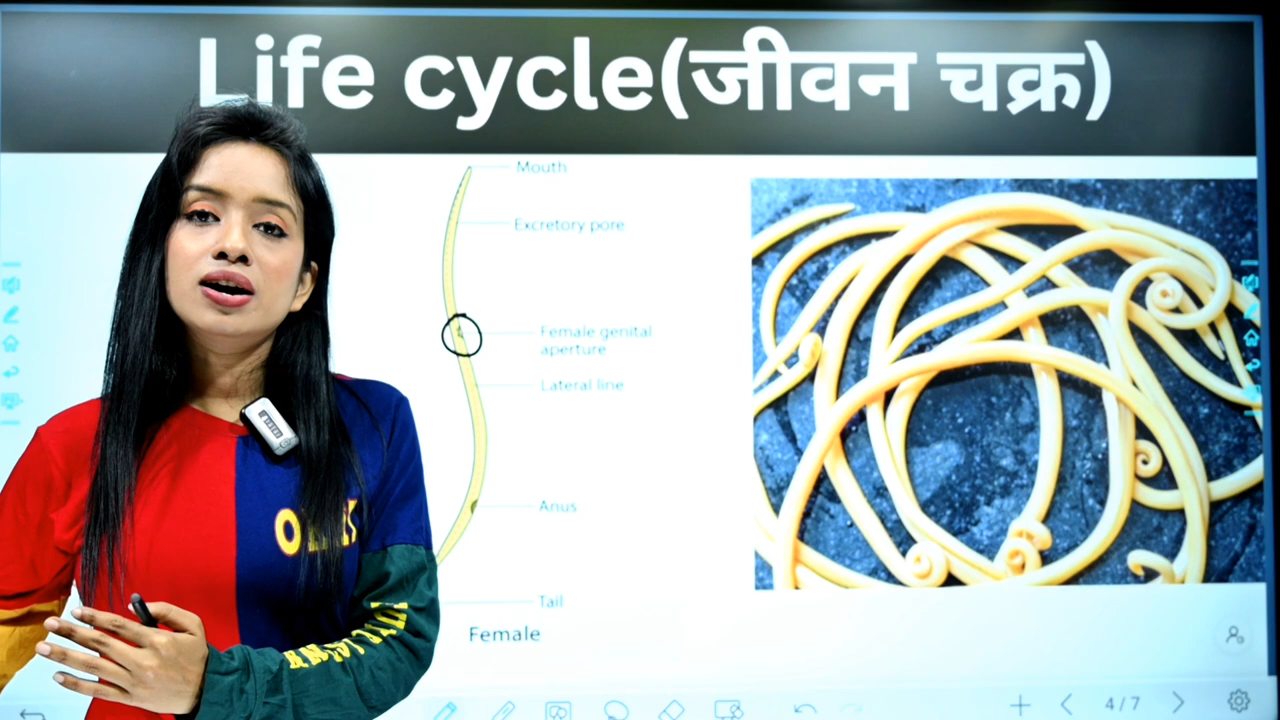 Life cycle(जीवन चक्र)
Mouth
Excretory pore
Female genital
aperture
Lateral line
Anus
Tail
Female
4/7